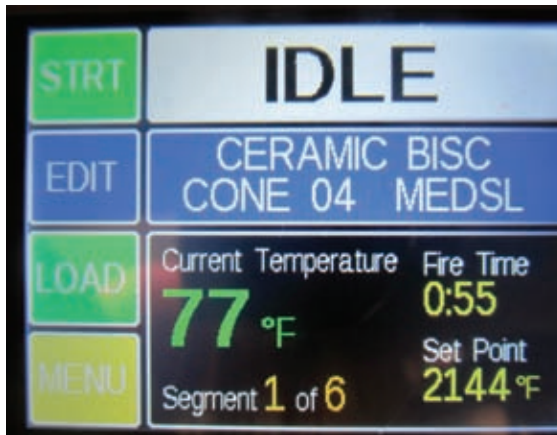 STRT
IDLE
EDIT
CERAMIC BISC
CONE 04 MEDSL
LOAD
Current Temperature
77 °F
Fire Time
0:55
Set Point
2144 °F
MENU
Segment 1 of 6